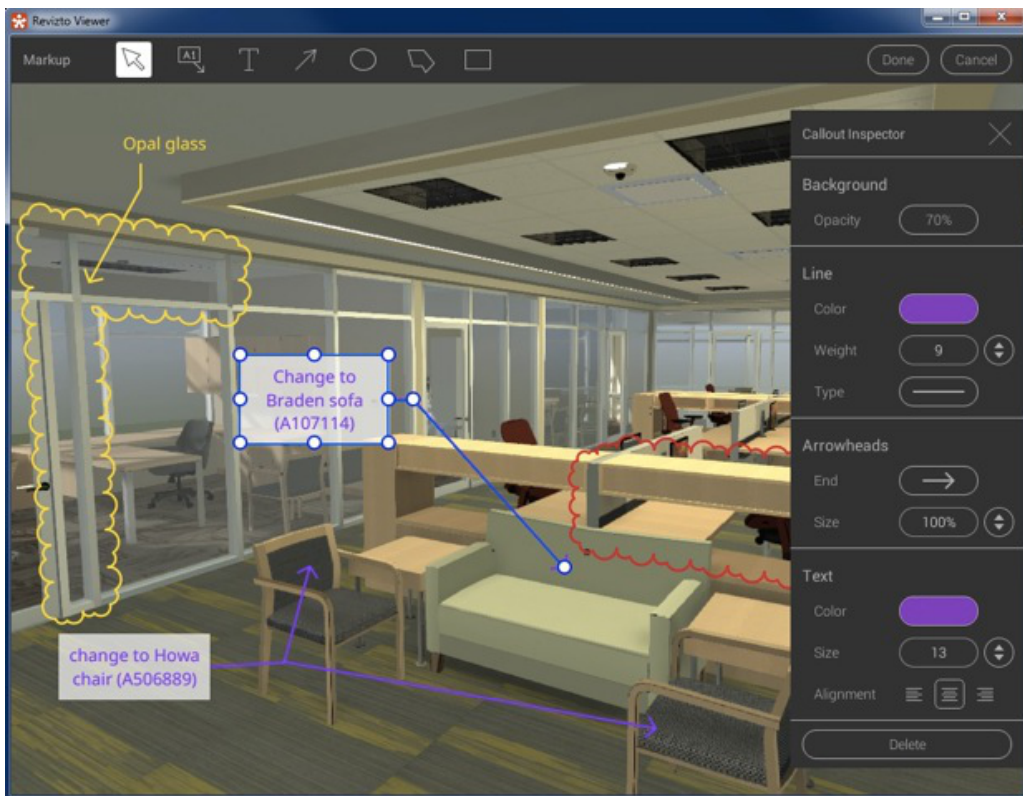 Revizto Viewer
Markup
A1
T
Done
Cancel
Opal glass
Change to
Braden sofa
(A107114)
change to Howa
chair (A506889)
Callout Inspector
Background
Opacity
70%
Line
Color
Weight
9
Type
Arrowheads
End
Size
100%
Text
Color
Size
13
Alignment
Delete